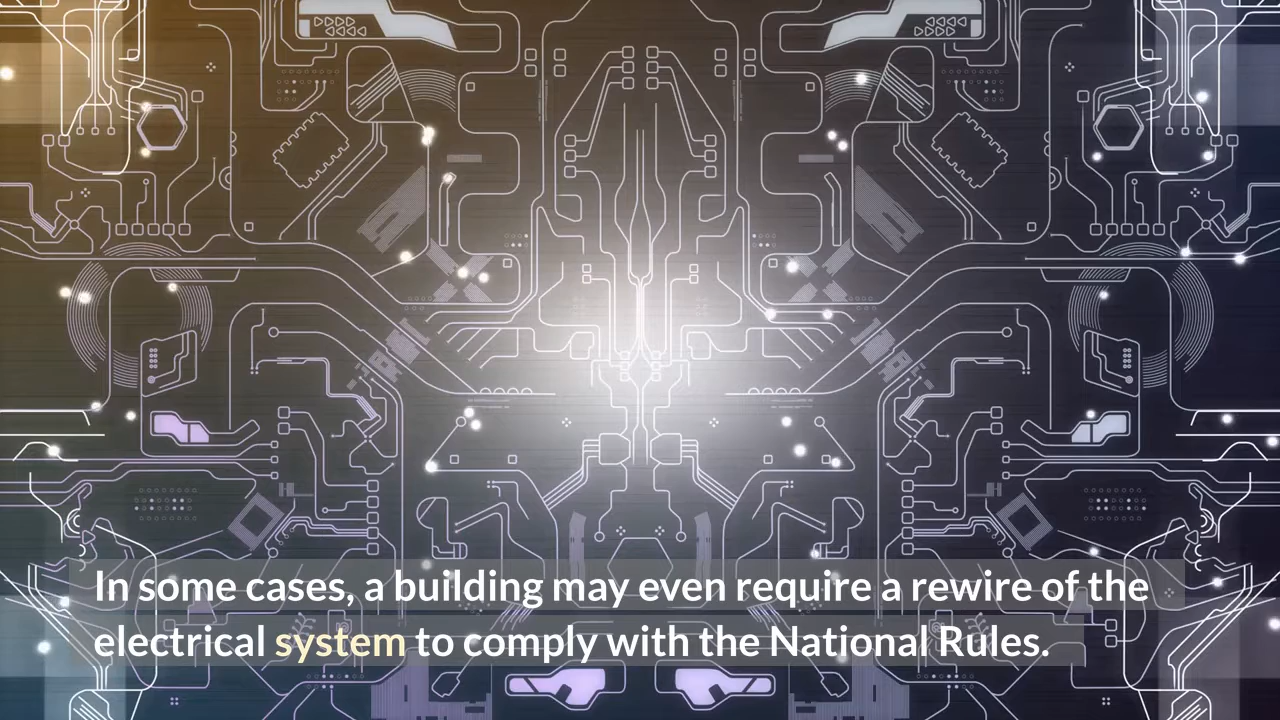 In some cases, a building may even require a rewire of the
electrical system to comply with the National Rules.